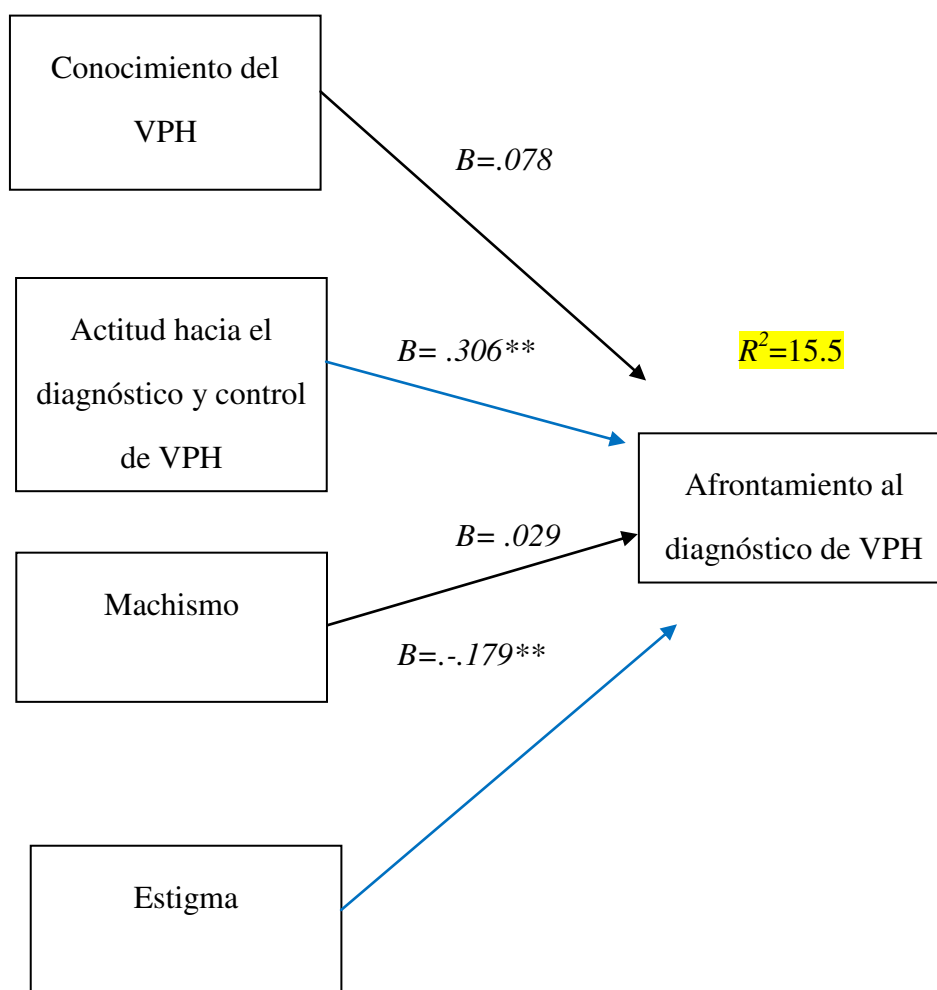 Conocimiento del
VPH
B=.078
Actitud hacia el
diagnóstico y control
de VPH
B= .306**
R²=15.5
Afrontamiento al
diagnóstico de VPH
B= .029
Machismo
B=.-.179**
Estigma